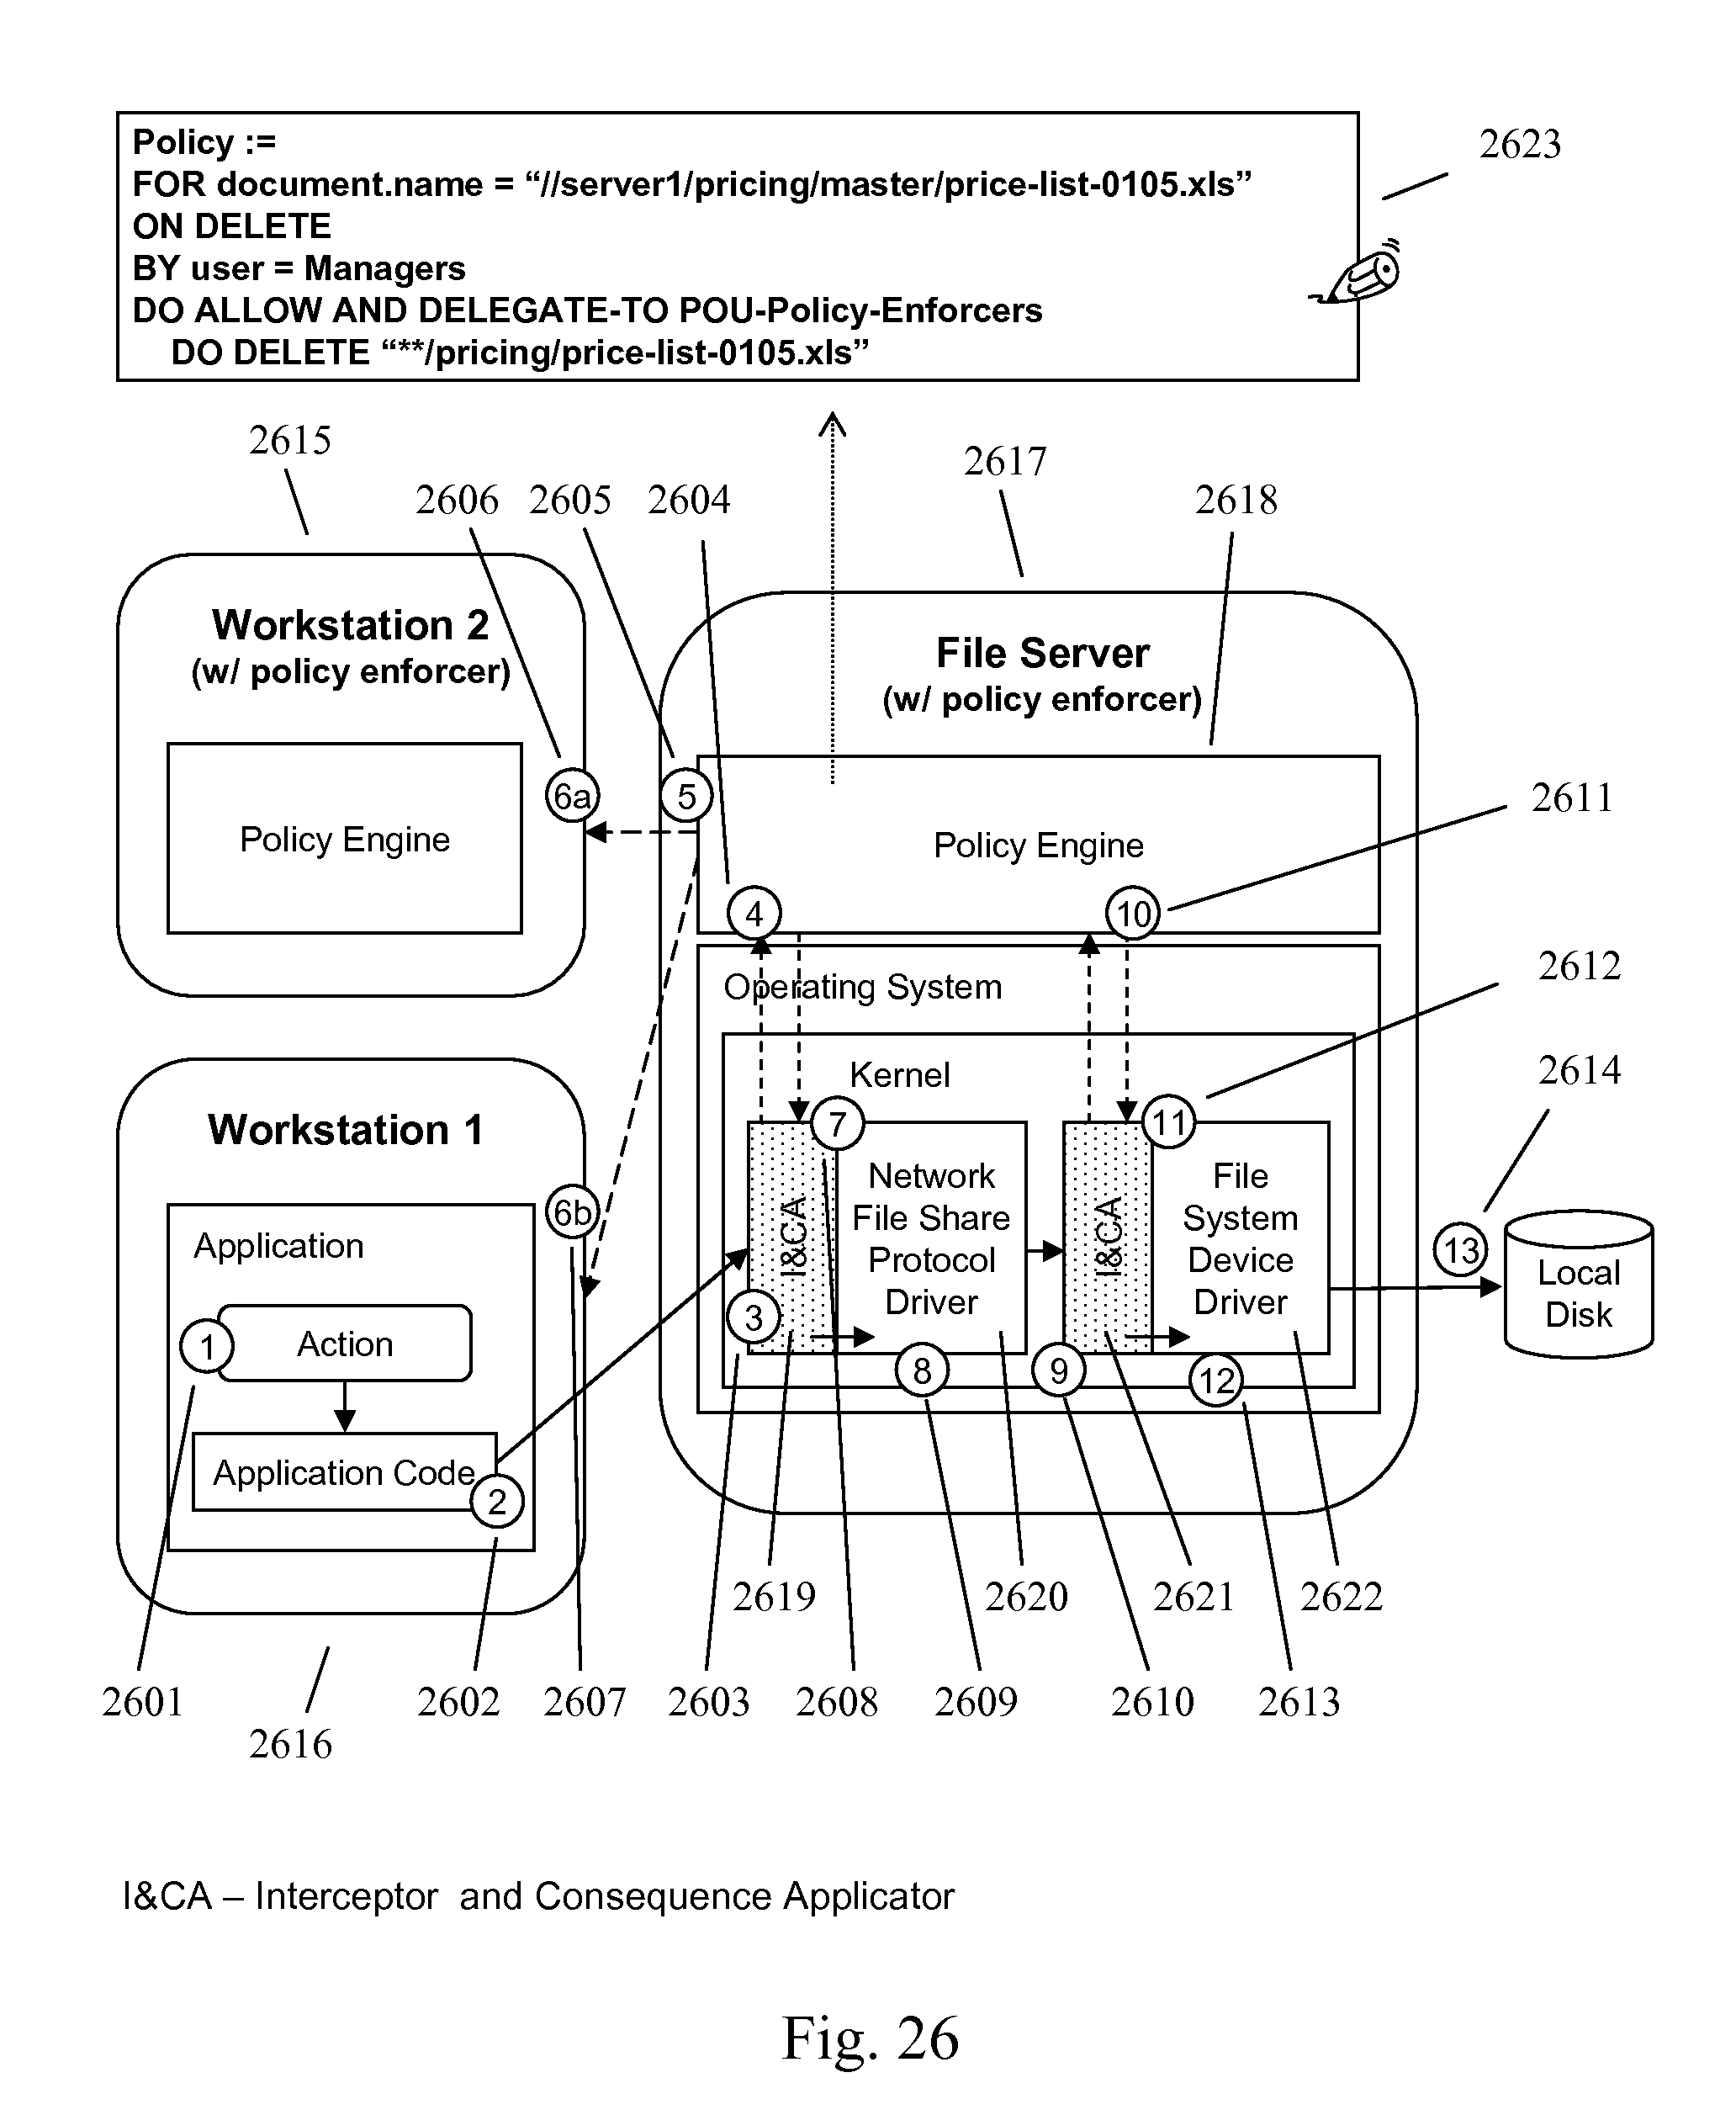 Policy :=
FOR document.name = “//server1/pricing/master/price-list-0105.xls”
ON DELETE
BY user = Managers
DO ALLOW AND DELEGATE-TO POU-Policy-Enforcers
DO DELETE “**/pricing/price-list-0105.xls”
2623
2615
2606
2605
2604
2617
2618
Workstation 2
(w/ policy enforcer)
Policy Engine
6a
5
File Server
(w/ policy enforcer)
Policy Engine
4
10
2611
Operating System
2612
Kernel
2614
7
11
I&CA
Network
File Share
Protocol
Driver
I&CA
File
System
Device
Driver
3
8
9
12
13
Local
Disk
Workstation 1
6b
Application
1
Action
Application Code
2
2619
2620
2621
2622
2601
2602
2607
2603
2608
2609
2610
2613
2616
I&CA – Interceptor and Consequence Applicator
Fig. 26